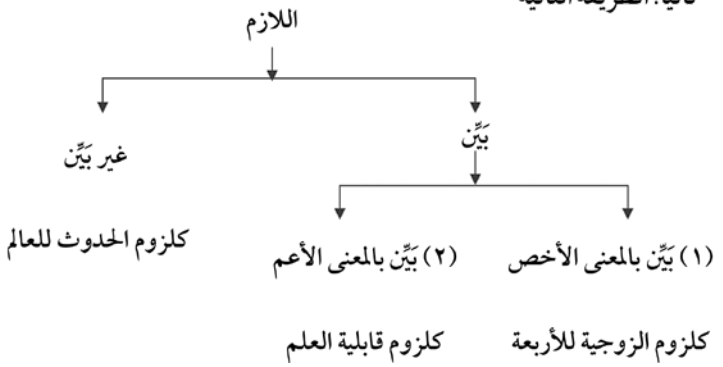 ثانيًا: الطريقة الثانية
اللازم
بَيِّن
غير بَيِّن
كلزوم الحدوث للعالم
(١) بَيِّن بالمعنى الأخص
(٢) بَيِّن بالمعنى الأعم
كلزوم الزوجية للأربعة
كلزوم قابلية العلم